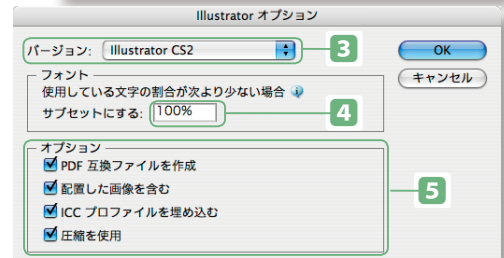 Illustrator オプション
バージョン: Illustrator CS2
3
OK
キャンセル
フォント
使用している文字の割合が次より少ない場合
サブセットにする: 100%
4
オプション
PDF 互換ファイルを作成
配置した画像を含む
ICC プロファイルを埋め込む
圧縮を使用
5